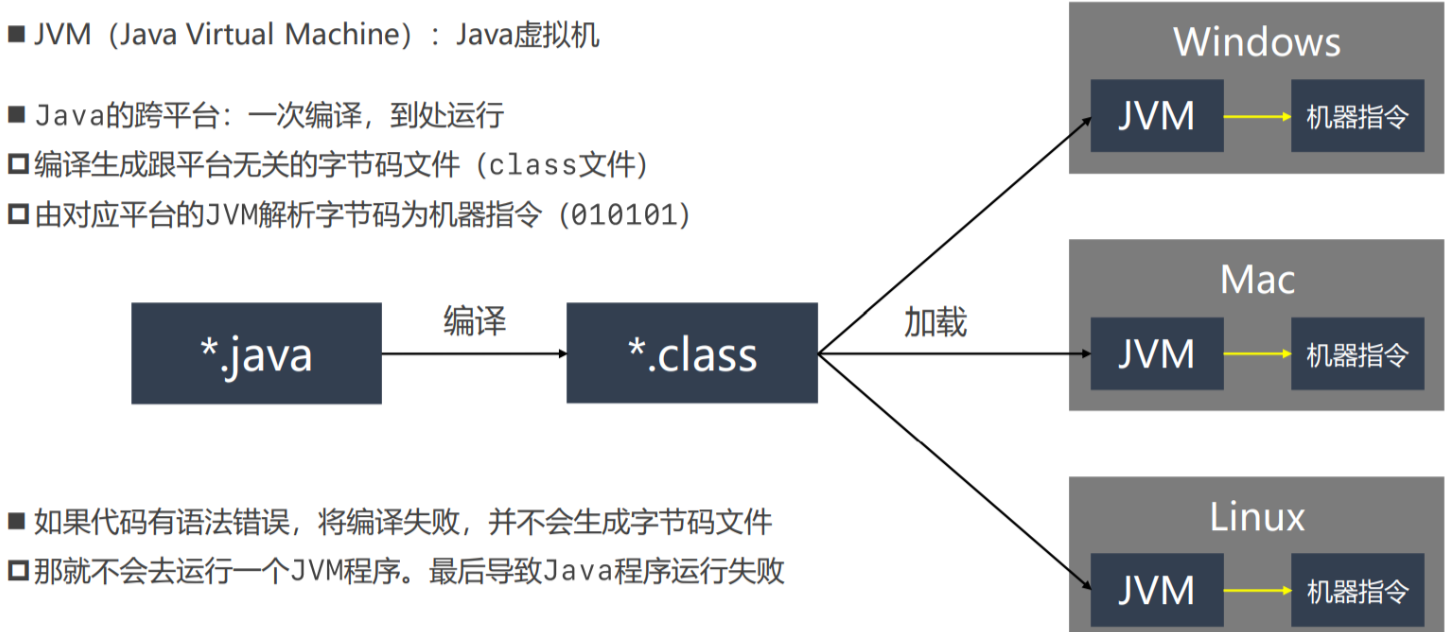 JVM（Java Virtual Machine）：Java虚拟机
Java的跨平台：一次编译，到处运行
编译生成跟平台无关的字节码文件（class文件）
由对应平台的JVM解析字节码为机器指令（010101）
*.java
编译
*.class
加载
Windows
JVM
机器指令
Mac
JVM
机器指令
Linux
JVM
机器指令
如果代码有语法错误，将编译失败，并不会生成字节码文件
那就不会去运行一个JVM程序。最后导致Java程序运行失败